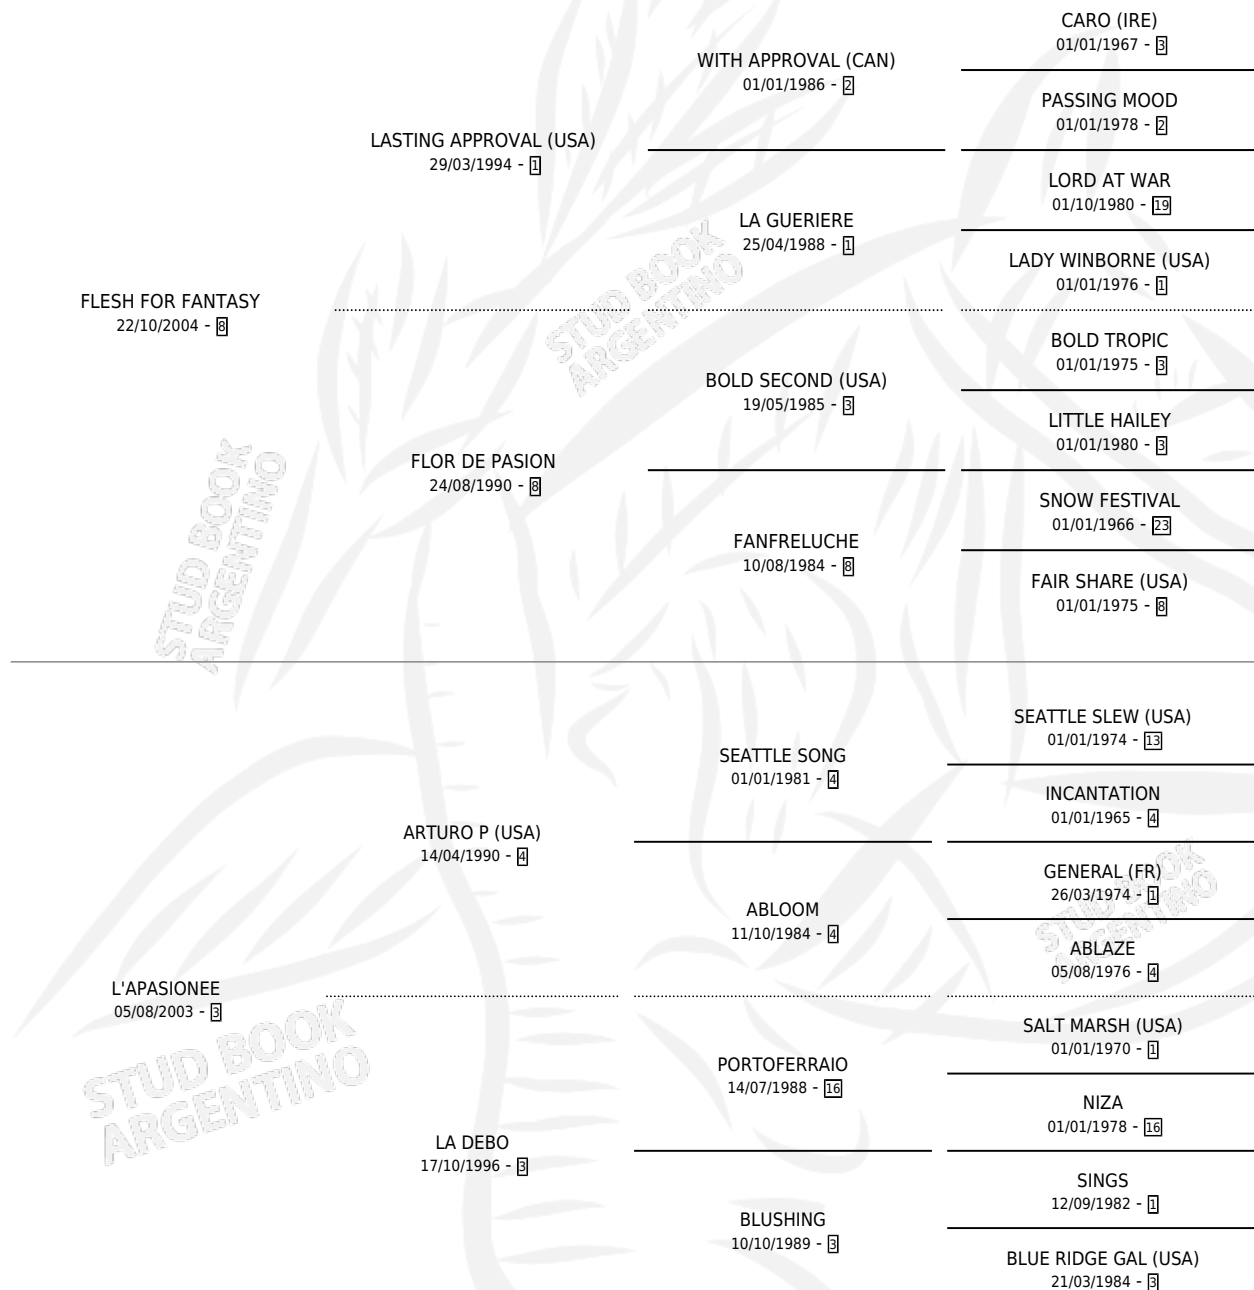 CARO (IRE)
01/01/1967 - 3
WITH APPROVAL (CAN)
01/01/1986 - 2
PASSING MOOD
01/01/1978 - 2
LASTING APPROVAL (USA)
29/03/1994 - 1
LORD AT WAR
01/10/1980 - 19
LA GUERIERE
25/04/1988 - 1
LADY WINBORNE (USA)
01/01/1976 - 1
FLESH FOR FANTASY
22/10/2004 - 8
BOLD TROPIC
01/01/1975 - 3
BOLD SECOND (USA)
19/05/1985 - 3
LITTLE HAILEY
01/01/1980 - 3
FLOR DE PASION
24/08/1990 - 8
SNOW FESTIVAL
01/01/1966 - 23
FANFRELUCHE
10/08/1984 - 8
FAIR SHARE (USA)
01/01/1975 - 8
SEATTLE SLEW (USA)
01/01/1974 - 13
SEATTLE SONG
01/01/1981 - 4
INCANTATION
01/01/1965 - 4
ARTURO P (USA)
14/04/1990 - 4
GENERAL (FR)
26/03/1974 - 1
ABLOOM
11/10/1984 - 4
ABLAZE
05/08/1976 - 4
L'APASIONEE
05/08/2003 - 3
SALT MARSH (USA)
01/01/1970 - 1
PORTOFERRAIO
14/07/1988 - 16
NIZA
01/01/1978 - 16
LA DEBO
17/10/1996 - 3
SINGS
12/09/1982 - 1
BLUSHING
10/10/1989 - 3
BLUE RIDGE GAL (USA)
21/03/1984 - 3
STUD BOOK
ARGENTINO
STUD BOOK
ARGENTINO
STUD BOOK
ARGENTINO
STUD BOOK
ARGENTINO